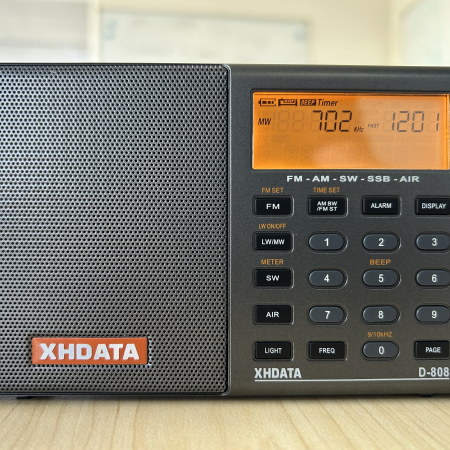 BEEP Timer
MW 702 KHz FAST 1201
FM - AM - SW - SSB - AIR
FM SET TIME SET
FM AM BW /FM ST ALARM DISPLAY
LW ON/OFF
LW/MW 1 2 3
METER BEEP
SW 4 5 6
AIR 7 8 9
9/10kHZ
LIGHT FREQ 0 PAGE
XHDATA
XHDATA D-808